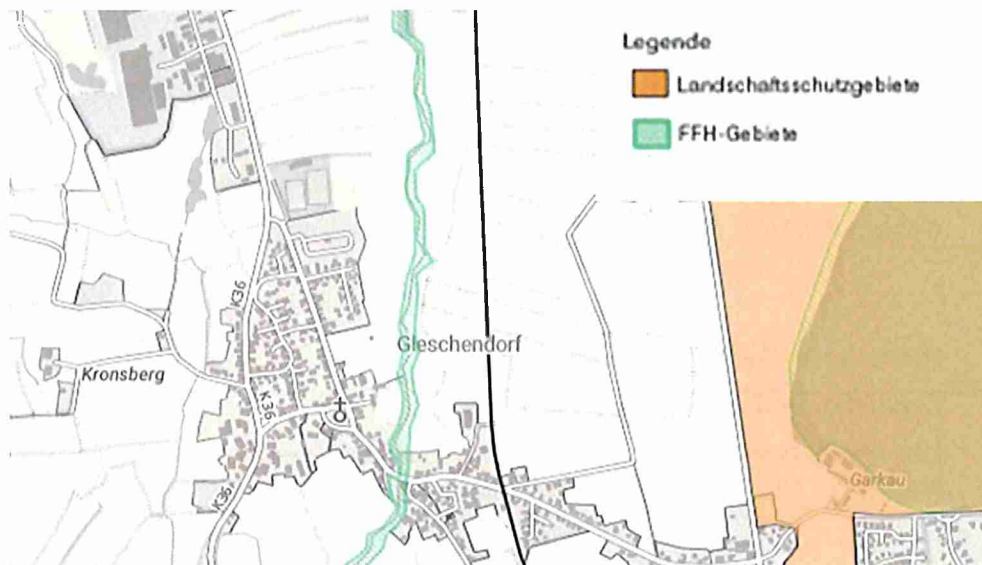 Legende
Landschaftsschutzgebiete
FFH-Gebiete
K36
Gleschendorf
Kronsberg
K36
Garkau
K36